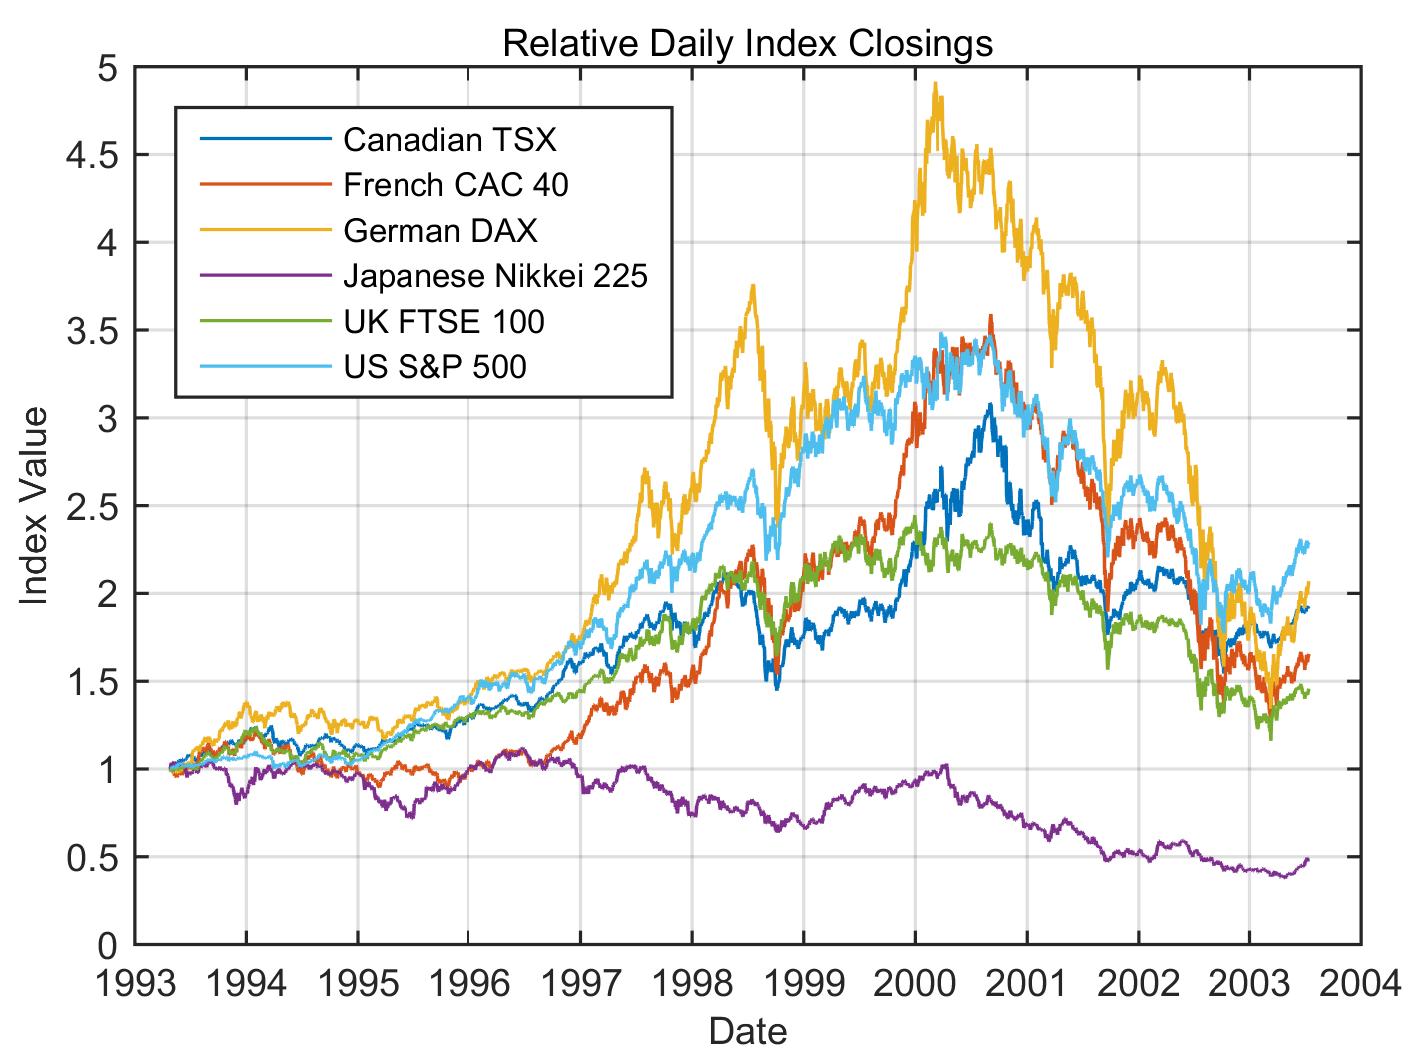 Relative Daily Index Closings
5
4.5
4
3.5
3
2.5
2
1.5
1
0.5
0
Index Value
Canadian TSX
French CAC 40
German DAX
Japanese Nikkei 225
UK FTSE 100
US S&P 500
1993 1994 1995 1996 1997 1998 1999 2000 2001 2002 2003 2004
Date